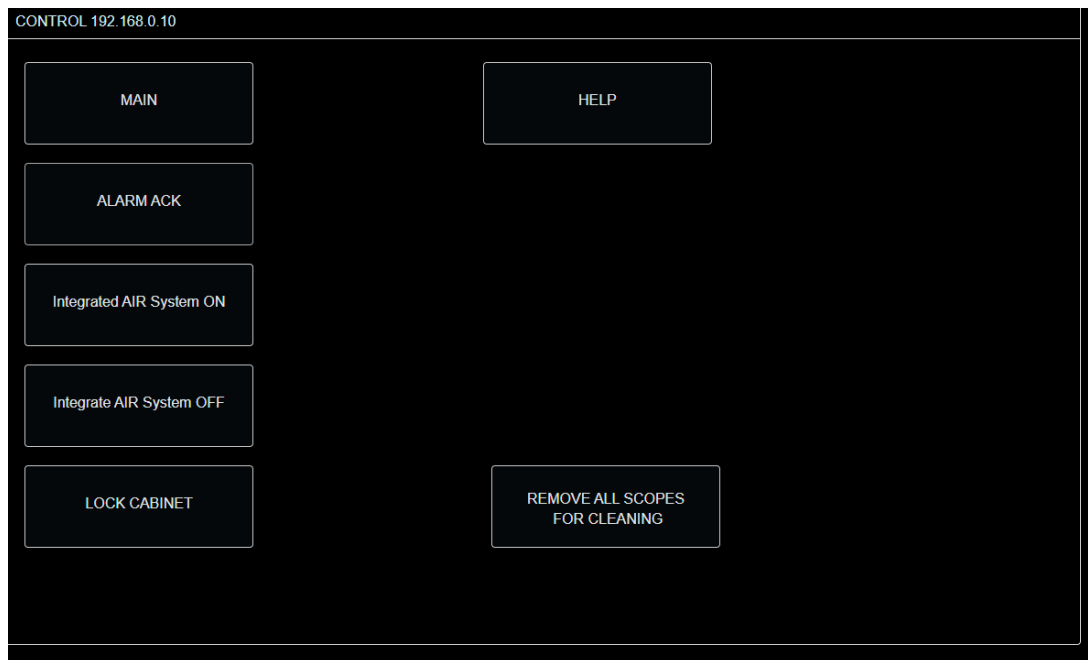 CONTROL 192.168.0.10
MAIN
HELP
ALARM ACK
Integrated AIR System ON
Integrate AIR System OFF
LOCK CABINET
REMOVE ALL SCOPES
FOR CLEANING